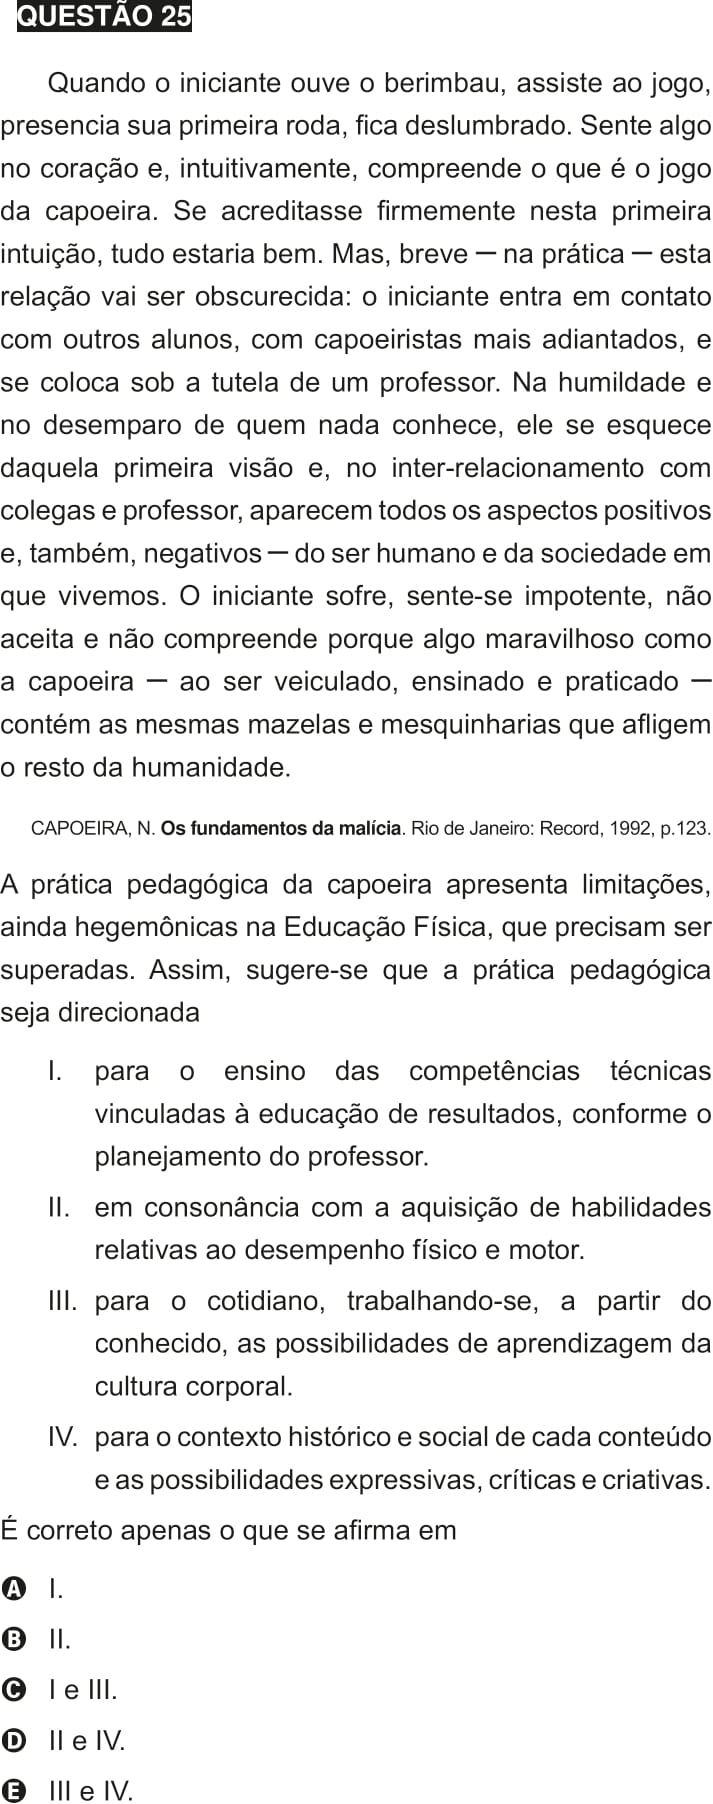 QUESTÃO 25
Quando o iniciante ouve o berimbau, assiste ao jogo,
presencia sua primeira roda, fica deslumbrado. Sente algo
no coração e, intuitivamente, compreende o que é o jogo
da capoeira. Se acreditasse firmemente nesta primeira
intuição, tudo estaria bem. Mas, breve — na prática — esta
relação vai ser obscurecida: o iniciante entra em contato
com outros alunos, com capoeiristas mais adiantados, e
se coloca sob a tutela de um professor. Na humildade e
no desemparo de quem nada conhece, ele se esquece
daquela primeira visão e, no inter-relacionamento com
colegas e professor, aparecem todos os aspectos positivos
e, também, negativos — do ser humano e da sociedade em
que vivemos. O iniciante sofre, sente-se impotente, não
aceita e não compreende porque algo maravilhoso como
a capoeira — ao ser veiculado, ensinado e praticado —
contém as mesmas mazelas e mesquinharias que afligem
o resto da humanidade.
CAPOEIRA, N. Os fundamentos da malícia. Rio de Janeiro: Record, 1992, p.123.
A prática pedagógica da capoeira apresenta limitações,
ainda hegemônicas na Educação Física, que precisam ser
superadas. Assim, sugere-se que a prática pedagógica
seja direcionada
I. para o ensino das competências técnicas
vinculadas à educação de resultados, conforme o
planejamento do professor.
II. em consonância com a aquisição de habilidades
relativas ao desempenho físico e motor.
III. para o cotidiano, trabalhando-se, a partir do
conhecido, as possibilidades de aprendizagem da
cultura corporal.
IV. para o contexto histórico e social de cada conteúdo
e as possibilidades expressivas, críticas e criativas.
É correto apenas o que se afirma em
A I.
B II.
C I e III.
D II e IV.
E III e IV.